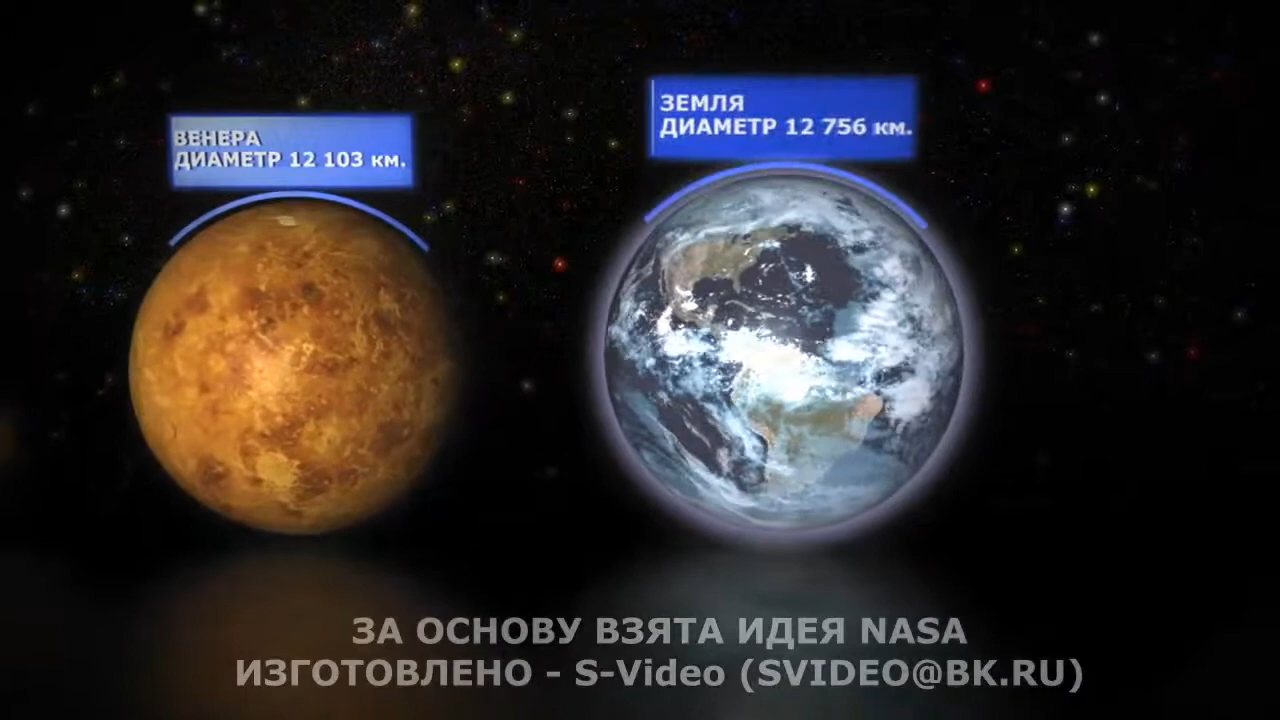 ВЕНЕРА
ДИАМЕТР 12 103 км.
ЗЕМЛЯ
ДИАМЕТР 12 756 км.
ЗА ОСНОВУ ВЗЯТА ИДЕЯ NASA
ИЗГОТОВЛЕНО - S-Video (SVIDEO@BK.RU)